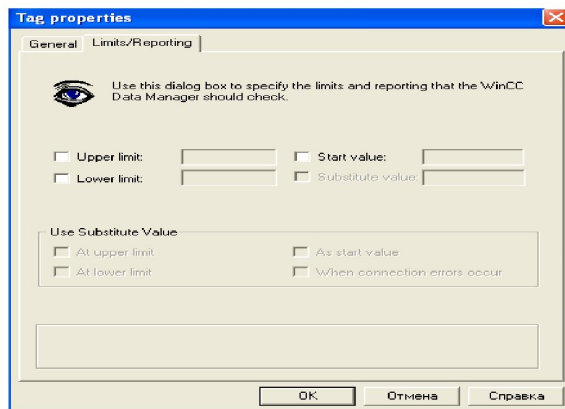 Tag properties
General Limits/Reporting
Use this dialog box to specify the limits and reporting that the WinCC
Data Manager should check.
Upper limit: Start value:
Lower limit: Substitute value:
Use Substitute Value
At upper limit As start value
At lower limit When connection errors occur
OK Отмена Справка